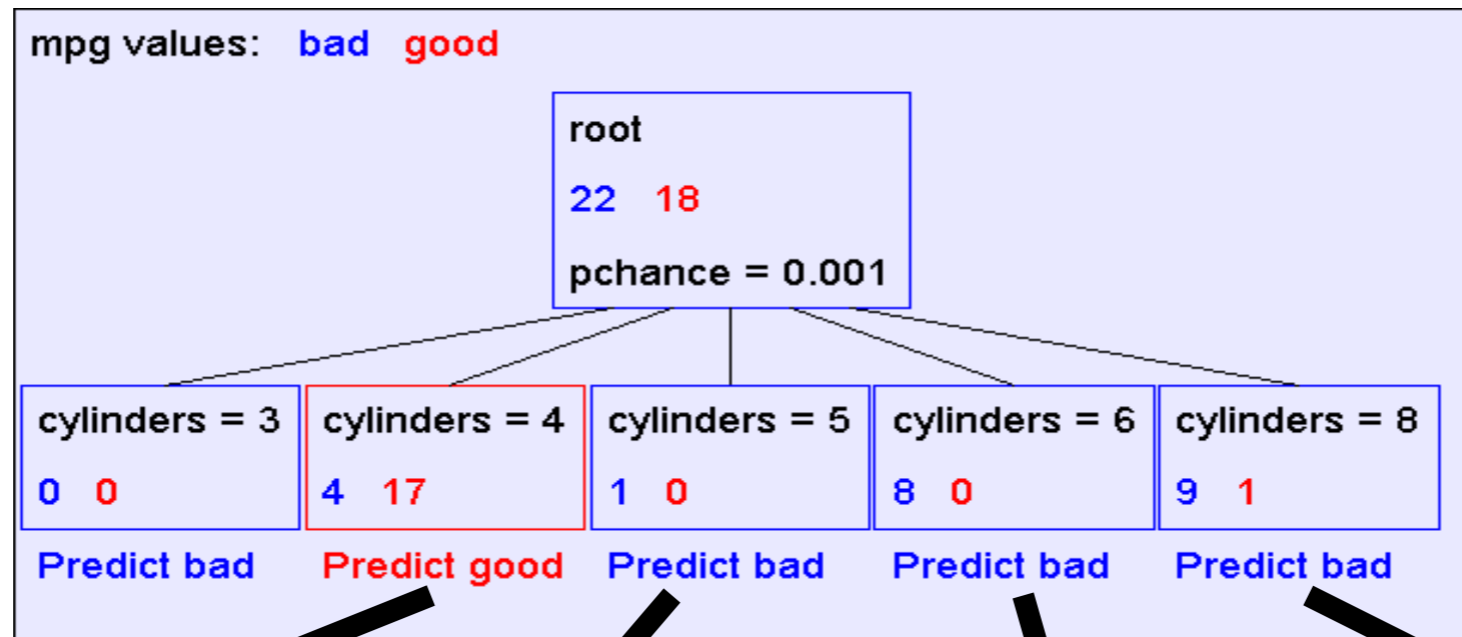 mpg values: bad good
root
22 18
pchance = 0.001
cylinders = 3 cylinders = 4 cylinders = 5 cylinders = 6 cylinders = 8
0 0 4 17 1 0 8 0 9 1
Predict bad Predict good Predict bad Predict bad Predict bad